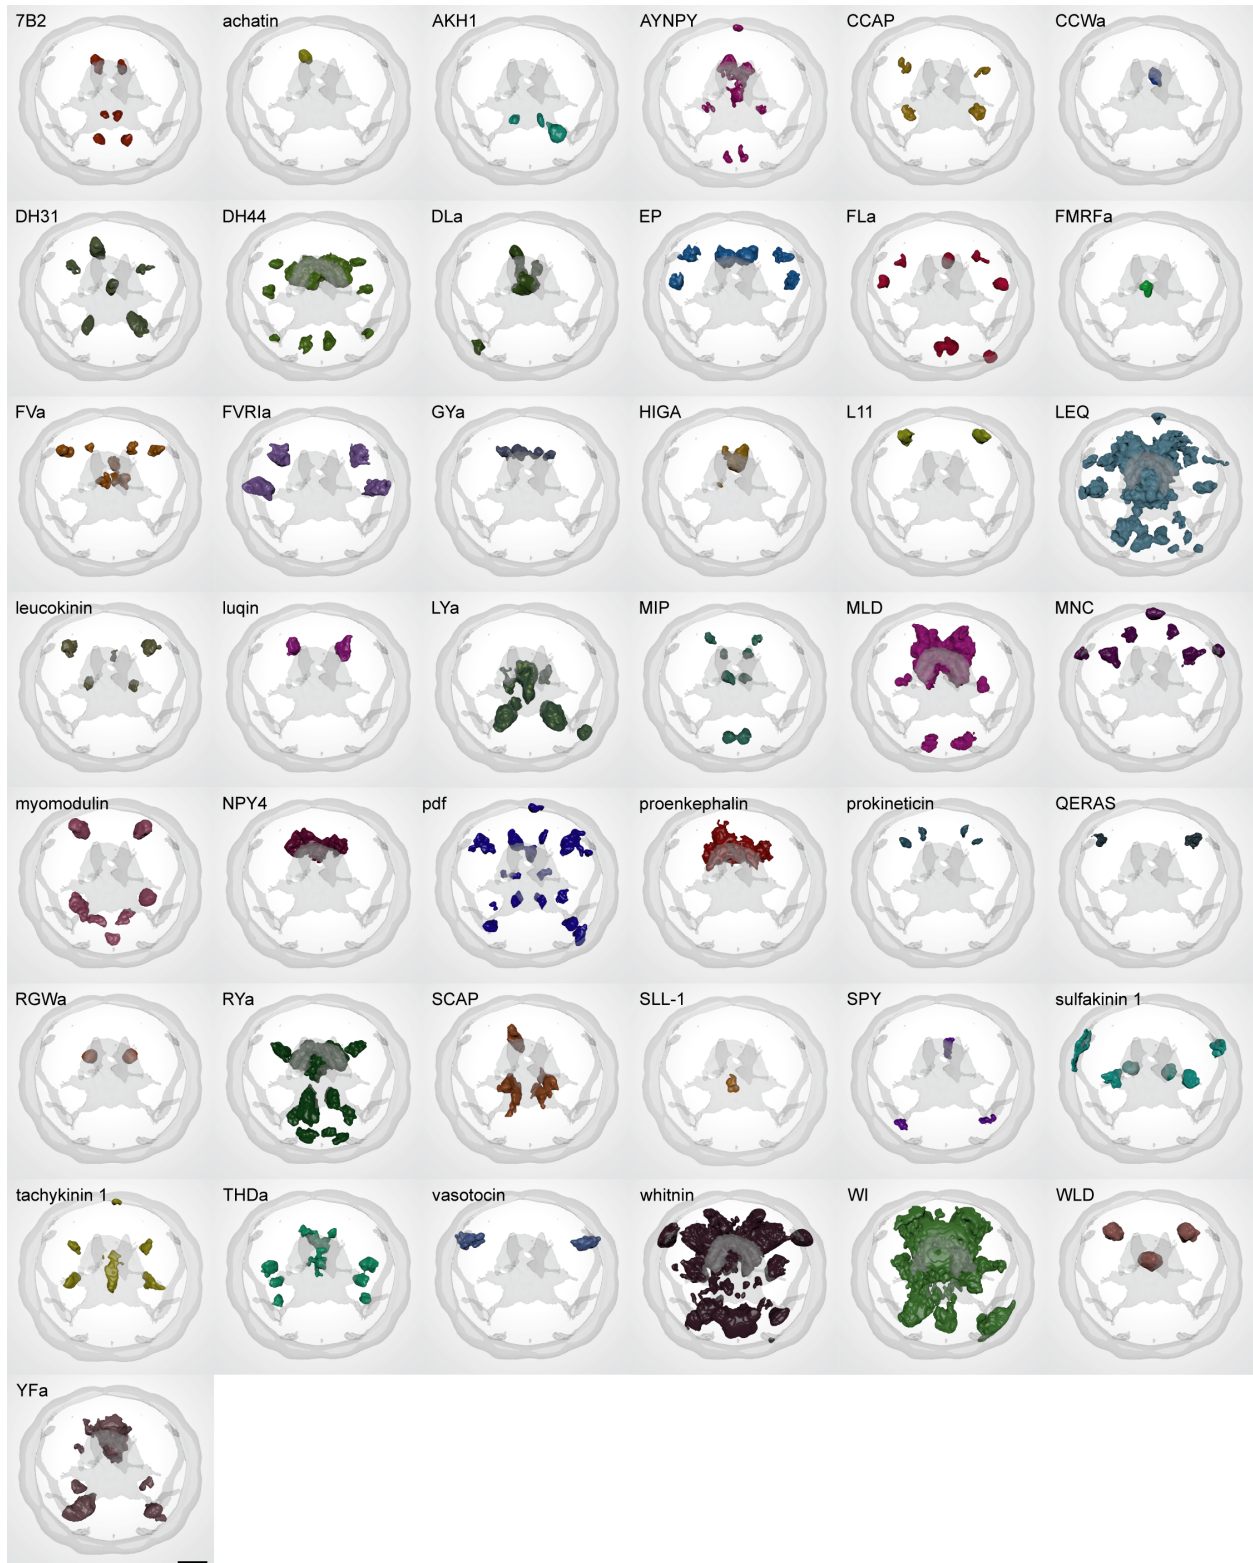 7B2 achatin AKH1 AYNPY CCAP CCWa
DH31 DH44 DLa EP FLa FMRFa
FVa FVRIa GYa HIGA L11 LEQ
leucokinin luqin LYa MIP MLD MNC
myomodulin NPY4 pdf proenkephalin prokineticin QERAS
RGWa RYa SCAP SLL-1 SPY sulfakinin 1
tachykinin 1 THDa vasotocin whitnin WI WLD
YFa